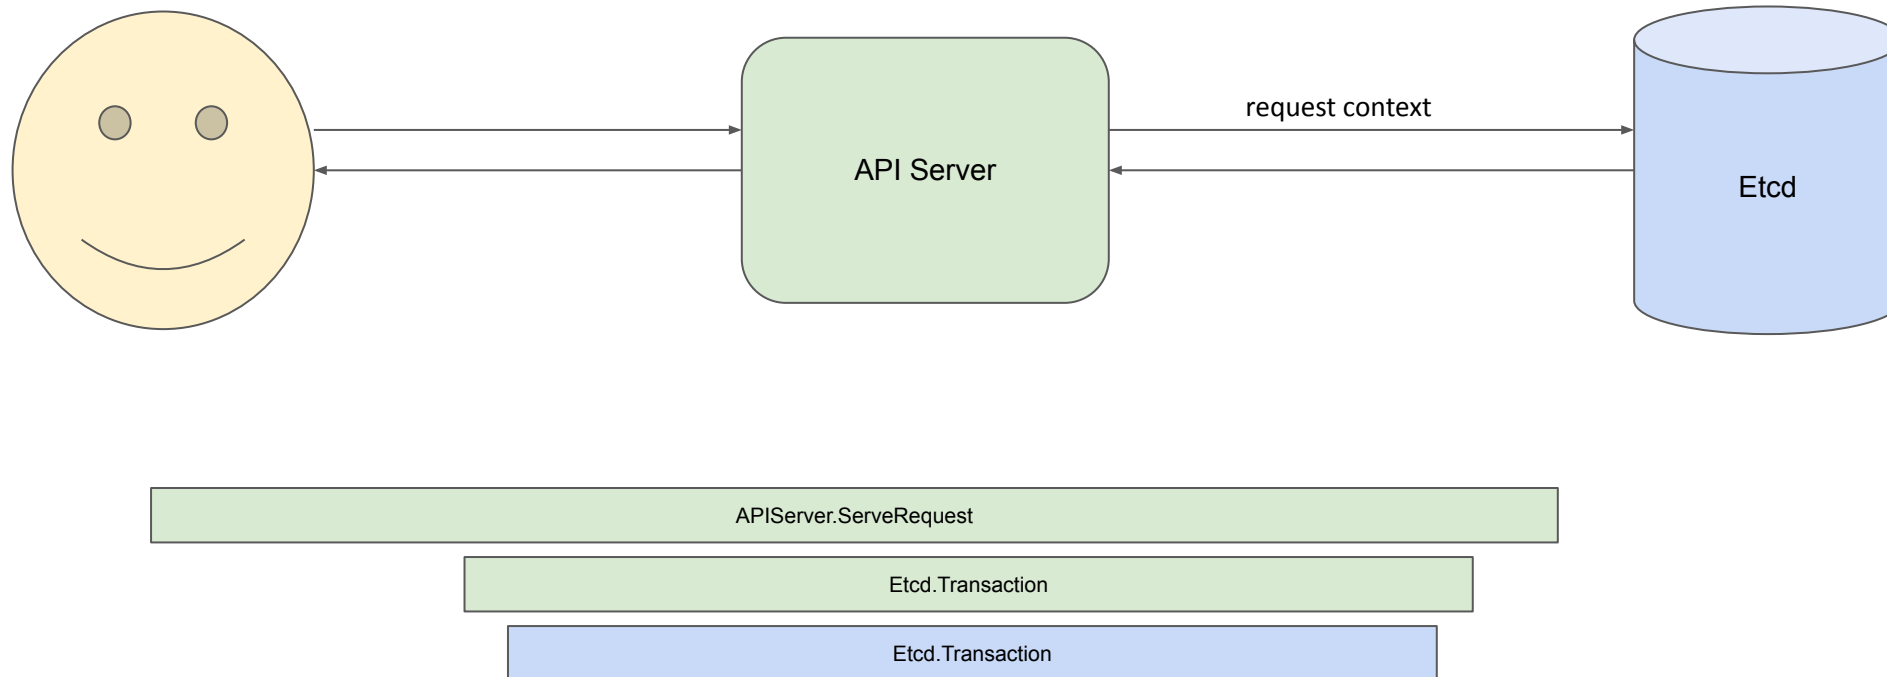 request context
API Server
Etcd
APIServer.ServeRequest
Etcd.Transaction
Etcd.Transaction